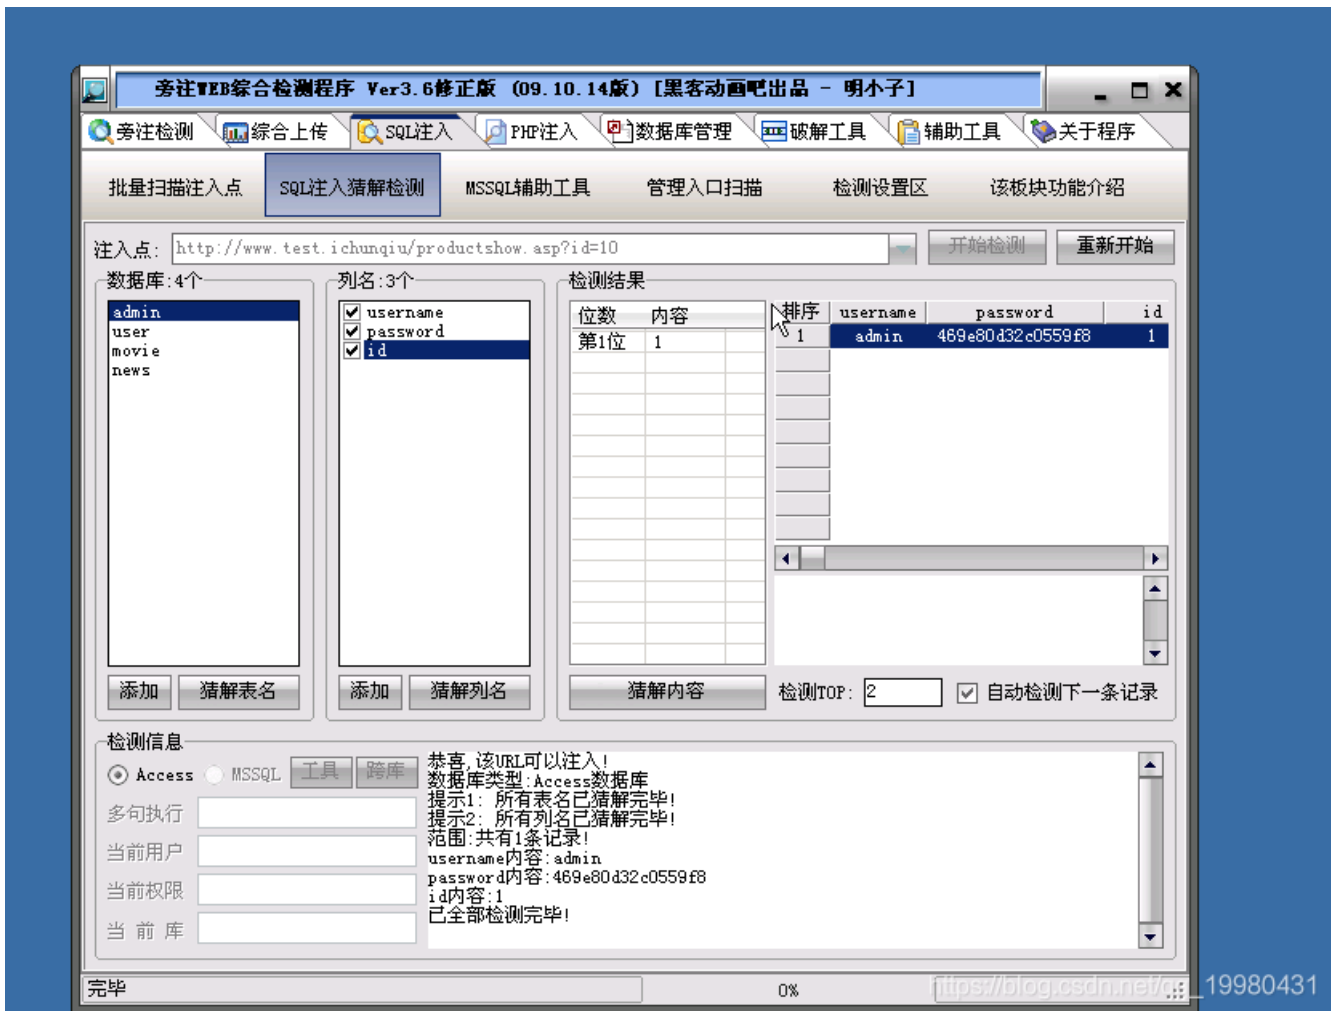 旁注WEB综合检测程序 Ver3.6修正版 (09.10.14版) [黑客动画吧出品 - 明小子]
旁注检测 综合上传 SQL注入 PHP注入 数据库管理 破解工具 辅助工具 关于程序
批量扫描注入点 SQL注入猜解检测 MSSQL辅助工具 管理入口扫描 检测设置区 该板块功能介绍
注入点: http://www.test.ichunqiu/productshow.asp?id=10 开始检测 重新开始
数据库:4个 列名:3个 检测结果
admin
user
movie
news
username
password
id
位数 内容
第1位 1
排序 username password id
1 admin 469e80d32c0559f8 1
添加 猜解表名 添加 猜解列名 猜解内容 检测TOP: 2 自动检测下一条记录
检测信息
Access MSSQL 工具 跨库
多句执行
当前用户
当前权限
当 前 库
恭喜,该URL可以注入!
数据库类型:Access数据库
提示1: 所有表名已猜解完毕!
提示2: 所有列名已猜解完毕!
范围:共有1条记录!
username内容:admin
password内容:469e80d32c0559f8
id内容:1
已全部检测完毕!
完毕 0%
https://blog.csdn.net/qq_19980431